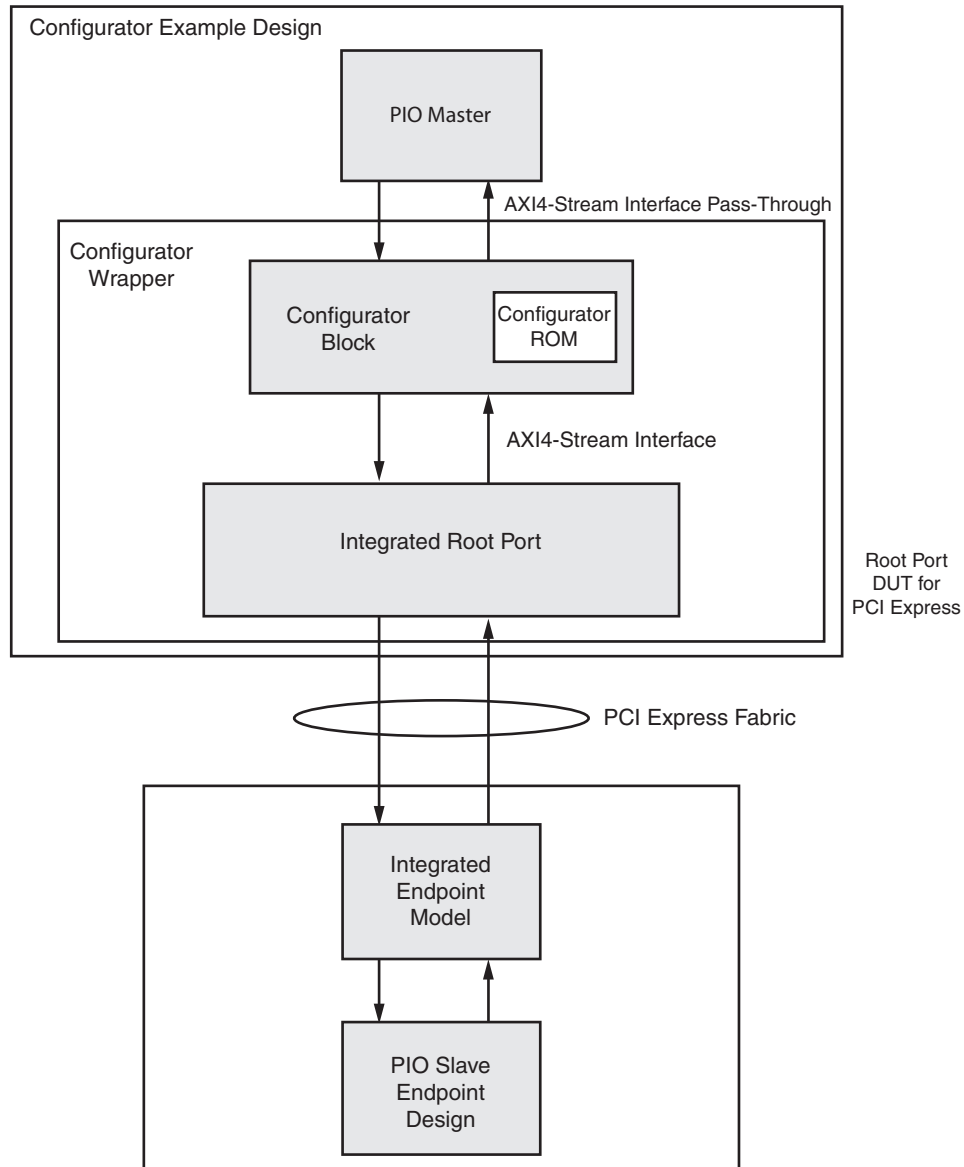 Configurator Example Design
PIO Master
AXI4-Stream Interface Pass-Through
Configurator
Wrapper
Configurator
Block
Configurator
ROM
AXI4-Stream Interface
Integrated Root Port
Root Port
DUT for
PCI Express
PCI Express Fabric
Integrated
Endpoint
Model
PIO Slave
Endpoint
Design